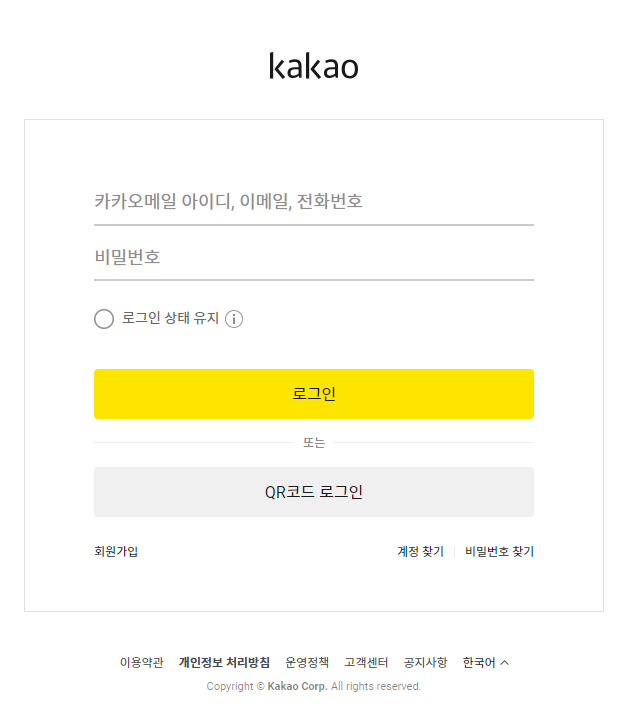 kakao
카카오메일 아이디, 이메일, 전화번호
비밀번호
로그인 상태 유지
로그인
또는
QR코드 로그인
회원가입 계정 찾기 비밀번호 찾기
이용약관 개인정보 처리방침 운영정책 고객센터 공지사항 한국어
Copyright © Kakao Corp. All rights reserved.